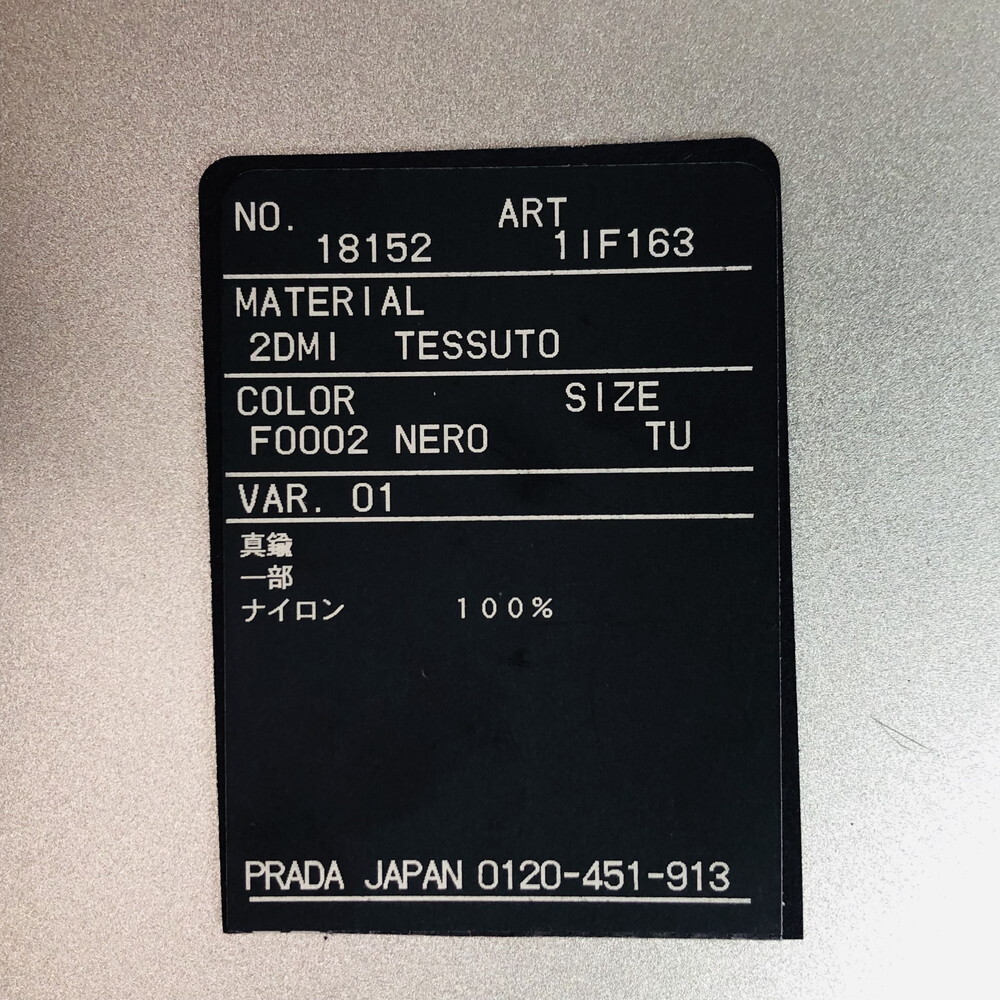 NO. ART
18152 1IF163
MATERIAL
2DMI TESSUTO
COLOR SIZE
F0002 NERO TU
VAR. 01
真鍮
一部
ナイロン 100%
PRADA JAPAN 0120-451-913